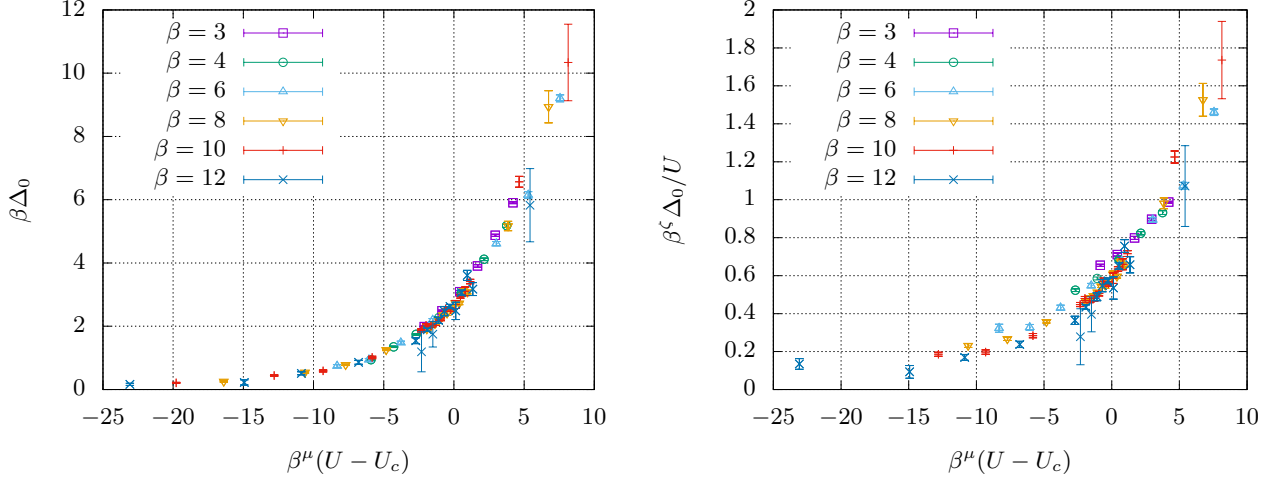 12
10
8
6
4
2
0
βΔ₀
β = 3
β = 4
β = 6
β = 8
β = 10
β = 12
−25 −20 −15 −10 −5 0 5 10
β^μ(U − U_c)
2
1.8
1.6
1.4
1.2
1
0.8
0.6
0.4
0.2
0
β^ζ Δ₀/U
β = 3
β = 4
β = 6
β = 8
β = 10
β = 12
−25 −20 −15 −10 −5 0 5 10
β^μ(U − U_c)